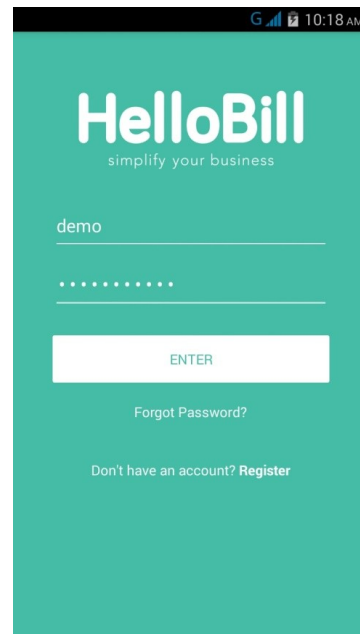 G 10:18 AM
HelloBill
simplify your business
demo
•••••••••••
ENTER
Forgot Password?
Don't have an account? Register